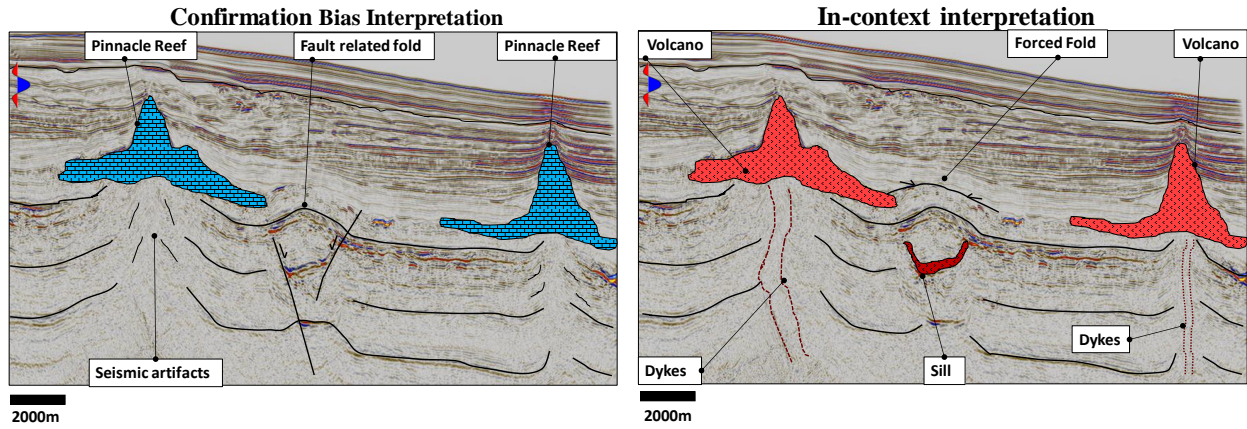 Confirmation Bias Interpretation
Pinnacle Reef
Fault related fold
Pinnacle Reef
Seismic artifacts
2000m
In-context interpretation
Volcano
Forced Fold
Volcano
Dykes
Dykes
Sill
2000m